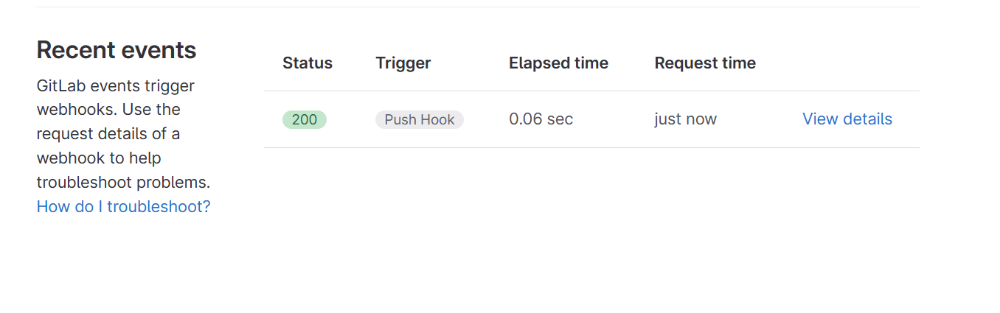 Recent events
GitLab events trigger
webhooks. Use the
request details of a
webhook to help
troubleshoot problems.
How do I troubleshoot?
Status Trigger Elapsed time Request time
200 Push Hook 0.06 sec just now View details